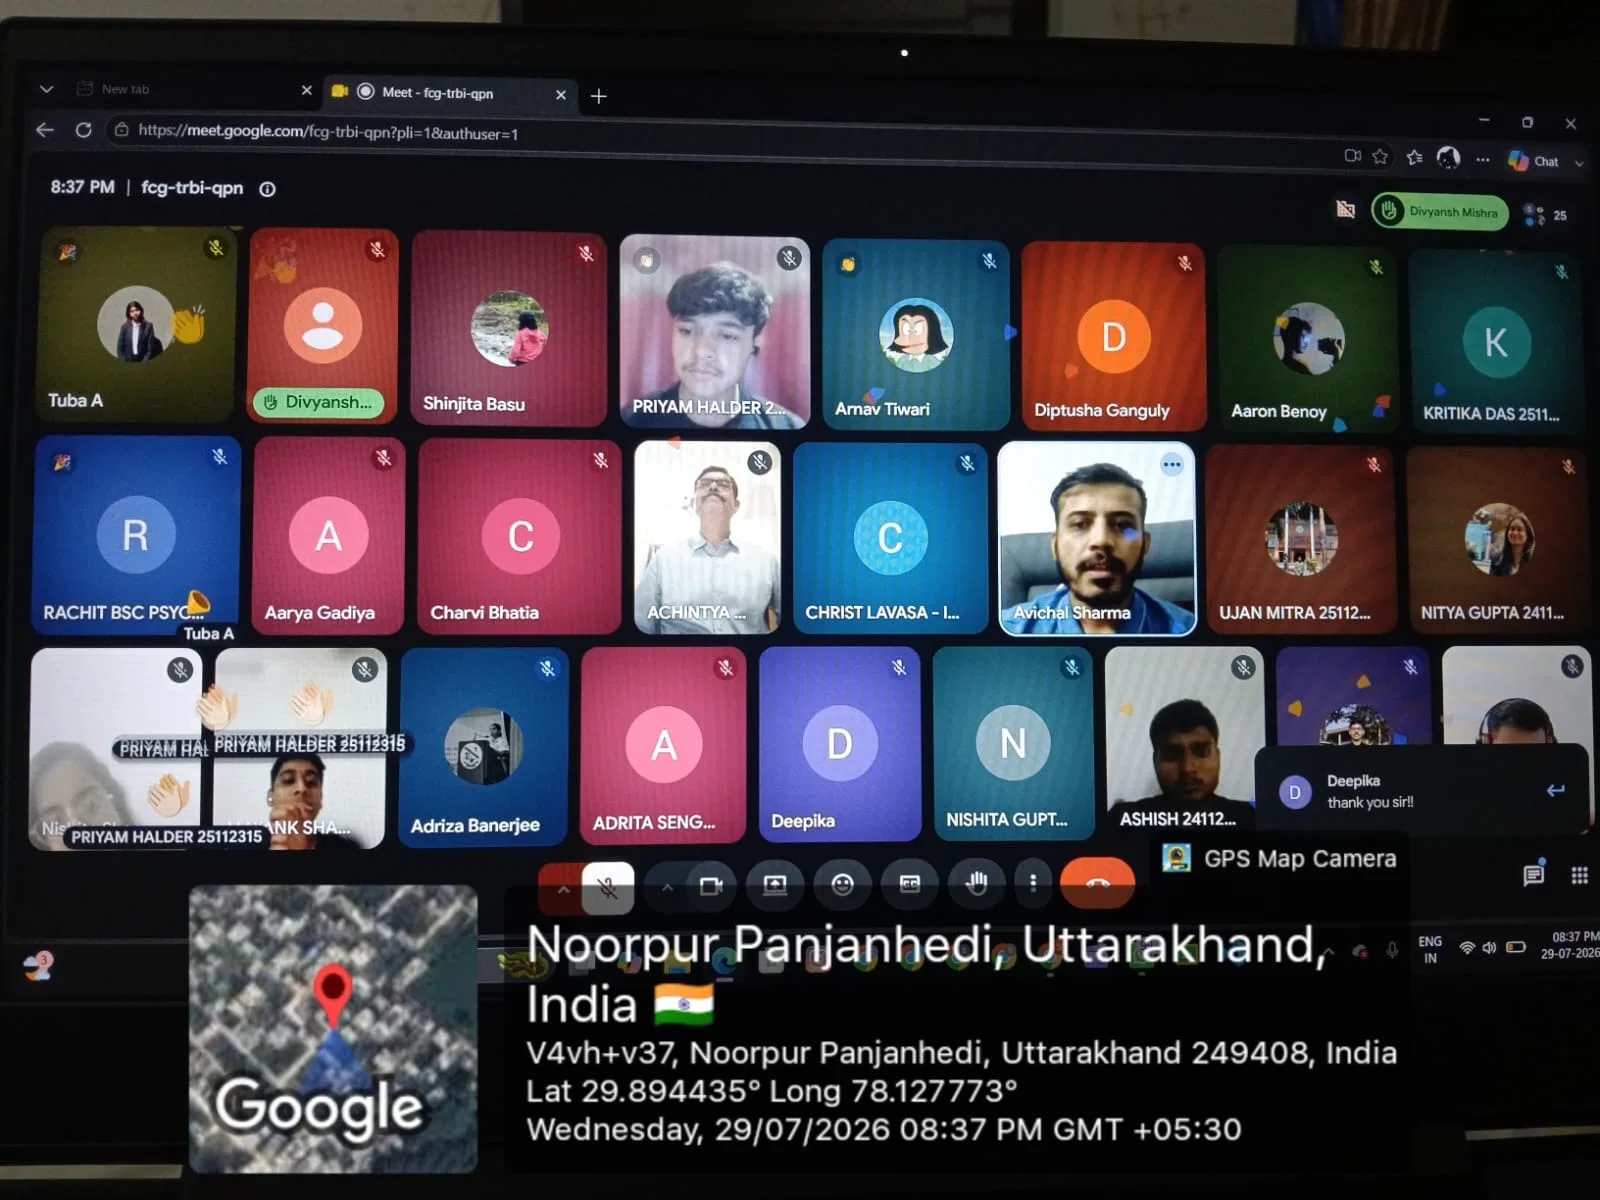 New tab
Meet - fcg-trbi-qpn
https://meet.google.com/fcg-trbi-qpn?pli=1&authuser=1
Chat
8:37 PM | fcg-trbi-qpn
Divyansh Mishra
25
Tuba A
Divyansh...
Shinjita Basu
PRIYAM HALDER 2...
Arnav Tiwari
D
Diptusha Ganguly
Aaron Benoy
K
KRITIKA DAS 2511...
R
RACHIT BSC PSYC...
Tuba A
A
Aarya Gadiya
C
Charvi Bhatia
ACHINTYA ...
C
CHRIST LAVASA - I...
Avichal Sharma
UJAN MITRA 25112...
NITYA GUPTA 2411...
PRIYAM HAL
PRIYAM HALDER 25112315
PRIYAM HALDER 25112315
ANK SHA...
Adriza Banerjee
A
ADRITA SENG...
D
Deepika
N
NISHITA GUPT...
ASHISH 24112...
D
Deepika
thank you sir!!
GPS Map Camera
3
ENG
IN
08:37 PM
29-07-2026
Google
Noorpur Panjanhedi, Uttarakhand,
India
V4vh+v37, Noorpur Panjanhedi, Uttarakhand 249408, India
Lat 29.894435° Long 78.127773°
Wednesday, 29/07/2026 08:37 PM GMT +05:30